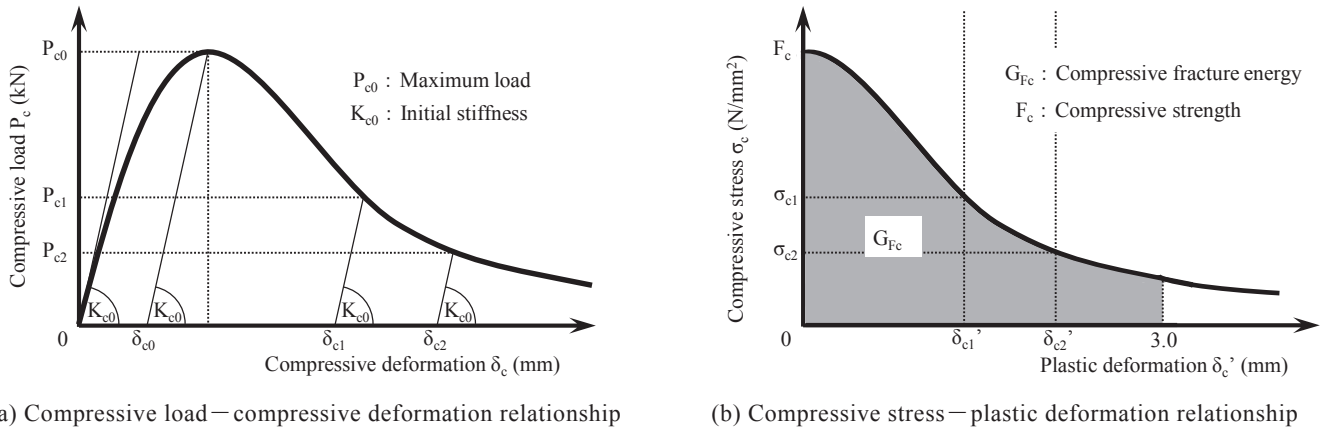 P_c0
P_c1
P_c2
Compressive load P_c (kN)
P_c0 : Maximum load
K_c0 : Initial stiffness
K_c0 K_c0 K_c0 K_c0
0 δ_c0 δ_c1 δ_c2
Compressive deformation δ_c (mm)
a) Compressive load－compressive deformation relationship
F_c
σ_c1
σ_c2
Compressive stress σ_c (N/mm²)
G_Fc : Compressive fracture energy
F_c : Compressive strength
G_Fc
0 δ_c1’ δ_c2’ 3.0
Plastic deformation δ_c’ (mm)
(b) Compressive stress－plastic deformation relationship